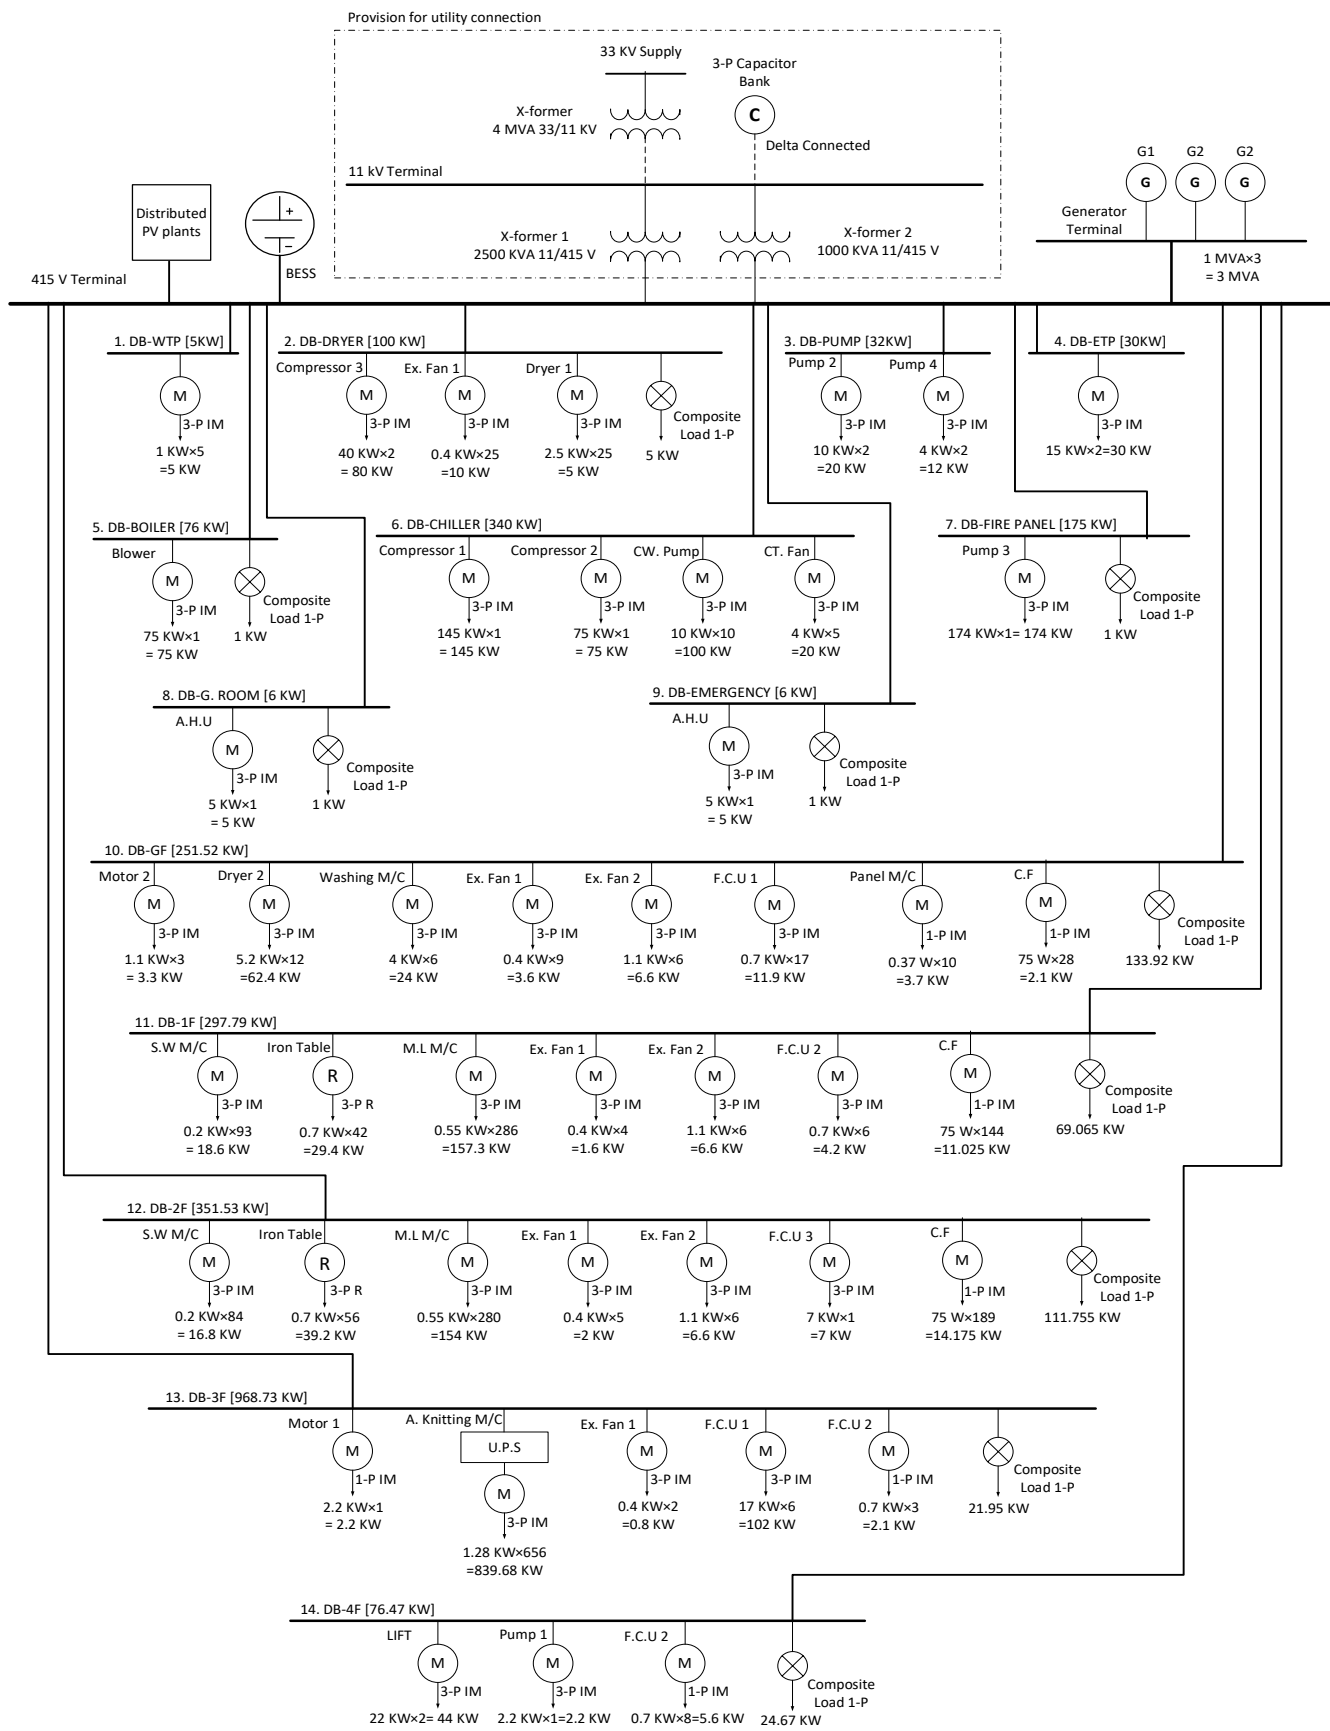 Provision for utility connection
33 KV Supply
3-P Capacitor
Bank
X-former
4 MVA 33/11 KV
C
Delta Connected
11 kV Terminal
G1
G2
G2
G
G
G
Generator
Terminal
Distributed
PV plants
+
−
BESS
X-former 1
2500 KVA 11/415 V
X-former 2
1000 KVA 11/415 V
1 MVA×3
= 3 MVA
415 V Terminal
1. DB-WTP [5KW]
M
3-P IM
1 KW×5
=5 KW
2. DB-DRYER [100 KW]
Compressor 3
M
3-P IM
40 KW×2
= 80 KW
Ex. Fan 1
M
3-P IM
0.4 KW×25
=10 KW
Dryer 1
M
3-P IM
2.5 KW×25
=5 KW
Composite
Load 1-P
5 KW
3. DB-PUMP [32KW]
Pump 2
M
3-P IM
10 KW×2
=20 KW
Pump 4
M
3-P IM
4 KW×2
=12 KW
4. DB-ETP [30KW]
M
3-P IM
15 KW×2=30 KW
5. DB-BOILER [76 KW]
Blower
M
3-P IM
75 KW×1
= 75 KW
Composite
Load 1-P
1 KW
6. DB-CHILLER [340 KW]
Compressor 1
M
3-P IM
145 KW×1
= 145 KW
Compressor 2
M
3-P IM
75 KW×1
= 75 KW
CW. Pump
M
3-P IM
10 KW×10
=100 KW
CT. Fan
M
3-P IM
4 KW×5
=20 KW
7. DB-FIRE PANEL [175 KW]
Pump 3
M
3-P IM
174 KW×1= 174 KW
Composite
Load 1-P
1 KW
8. DB-G. ROOM [6 KW]
A.H.U
M
3-P IM
5 KW×1
= 5 KW
Composite
Load 1-P
1 KW
9. DB-EMERGENCY [6 KW]
A.H.U
M
3-P IM
5 KW×1
= 5 KW
Composite
Load 1-P
1 KW
10. DB-GF [251.52 KW]
Motor 2
M
3-P IM
1.1 KW×3
= 3.3 KW
Dryer 2
M
3-P IM
5.2 KW×12
=62.4 KW
Washing M/C
M
3-P IM
4 KW×6
=24 KW
Ex. Fan 1
M
3-P IM
0.4 KW×9
=3.6 KW
Ex. Fan 2
M
3-P IM
1.1 KW×6
=6.6 KW
F.C.U 1
M
3-P IM
0.7 KW×17
=11.9 KW
Panel M/C
M
1-P IM
0.37 W×10
=3.7 KW
C.F
M
1-P IM
75 W×28
=2.1 KW
Composite
Load 1-P
133.92 KW
11. DB-1F [297.79 KW]
S.W M/C
M
3-P IM
0.2 KW×93
= 18.6 KW
Iron Table
R
3-P R
0.7 KW×42
=29.4 KW
M.L M/C
M
3-P IM
0.55 KW×286
=157.3 KW
Ex. Fan 1
M
3-P IM
0.4 KW×4
=1.6 KW
Ex. Fan 2
M
3-P IM
1.1 KW×6
=6.6 KW
F.C.U 2
M
3-P IM
0.7 KW×6
=4.2 KW
C.F
M
1-P IM
75 W×144
=11.025 KW
Composite
Load 1-P
69.065 KW
12. DB-2F [351.53 KW]
S.W M/C
M
3-P IM
0.2 KW×84
= 16.8 KW
Iron Table
R
3-P R
0.7 KW×56
=39.2 KW
M.L M/C
M
3-P IM
0.55 KW×280
=154 KW
Ex. Fan 1
M
3-P IM
0.4 KW×5
=2 KW
Ex. Fan 2
M
3-P IM
1.1 KW×6
=6.6 KW
F.C.U 3
M
3-P IM
7 KW×1
=7 KW
C.F
M
1-P IM
75 W×189
=14.175 KW
Composite
Load 1-P
111.755 KW
13. DB-3F [968.73 KW]
Motor 1
M
1-P IM
2.2 KW×1
= 2.2 KW
A. Knitting M/C
U.P.S
M
3-P IM
1.28 KW×656
=839.68 KW
Ex. Fan 1
M
3-P IM
0.4 KW×2
=0.8 KW
F.C.U 1
M
3-P IM
17 KW×6
=102 KW
F.C.U 2
M
1-P IM
0.7 KW×3
=2.1 KW
Composite
Load 1-P
21.95 KW
14. DB-4F [76.47 KW]
LIFT
M
3-P IM
22 KW×2= 44 KW
Pump 1
M
3-P IM
2.2 KW×1=2.2 KW
F.C.U 2
M
1-P IM
0.7 KW×8=5.6 KW
Composite
Load 1-P
24.67 KW